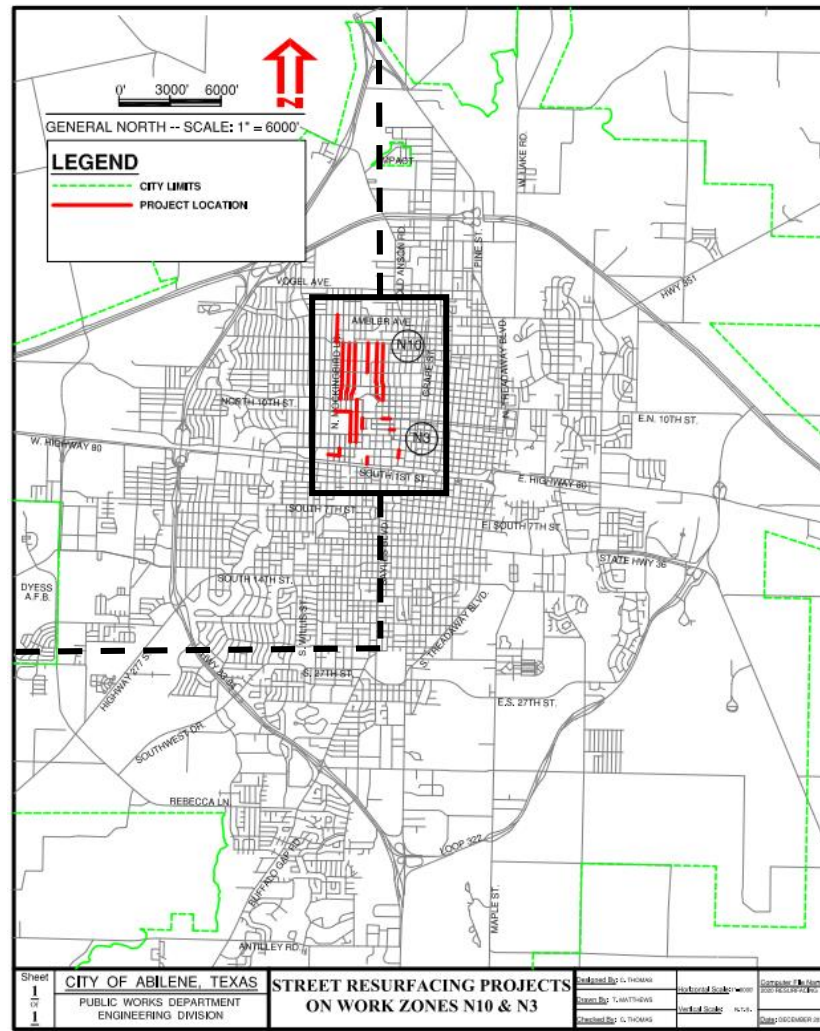 0' 3000' 6000'
N
GENERAL NORTH -- SCALE: 1" = 6000'
LEGEND
CITY LIMITS
PROJECT LOCATION
IMPACT
W. LAKE RD.
OLD ANSON RD.
PINE ST.
VOGEL AVE.
HWY 351
AMBLER AVE
N10
N. MOCKINGBIRD LN.
GRAPE ST.
N. TREADAWAY BLVD.
NORTH 10TH ST.
E.N. 10TH ST.
N3
W. HIGHWAY 80
SOUTH 1ST ST.
E. HIGHWAY 80
SOUTH 7TH ST.
E. SOUTH 7TH ST.
STATE HWY 36
SOUTH 14TH ST.
DYESS
A.F.B.
S. WILLIS ST.
S. TREADAWAY BLVD.
HIGHWAY 277 S.
S. 27TH ST.
E.S. 27TH ST.
SOUTHWEST DR.
REBECCA LN.
LOOP 322
BUFFALO GAP RD.
MAPLE ST.
ANTILLEY RD.
Sheet
1
of
1
CITY OF ABILENE, TEXAS
PUBLIC WORKS DEPARTMENT
ENGINEERING DIVISION
STREET RESURFACING PROJECTS
ON WORK ZONES N10 & N3
Designed By: C. THOMAS
Drawn By: T. MATTHEWS
Checked By: C. THOMAS
Horizontal Scale: 1"=6000'
Vertical Scale: N.T.S.
Computer File Name
2020 RESURFACING
Date: DECEMBER 20